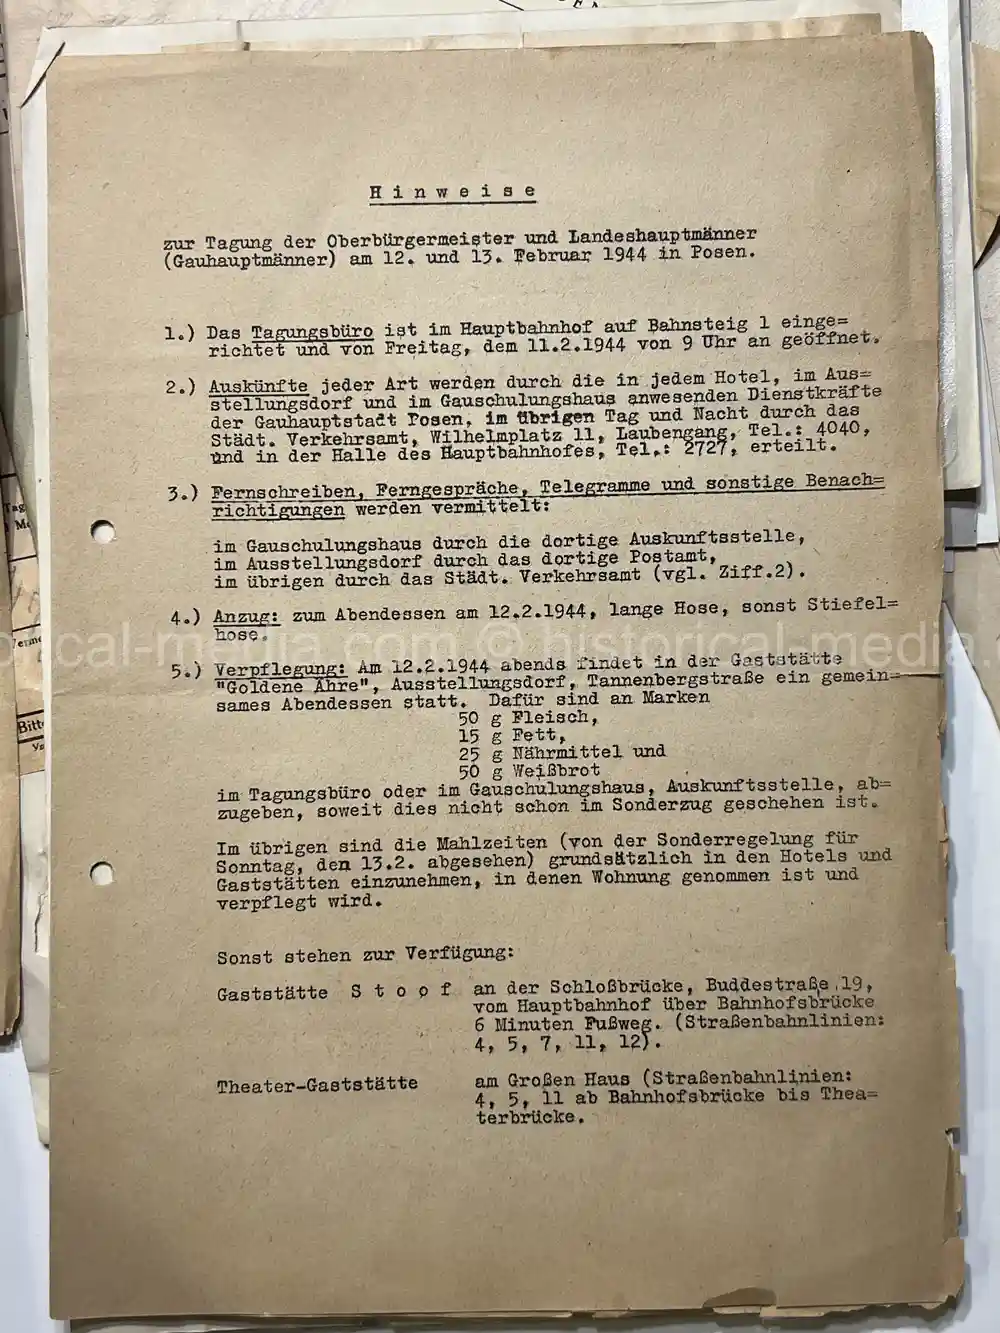 H i n w e i s e
zur Tagung der Oberbürgermeister und Landeshauptmänner
(Gauhauptmänner) am 12. und 13. Februar 1944 in Posen.
1.) Das Tagungsbüro ist im Hauptbahnhof auf Bahnsteig 1 einge=
richtet und von Freitag, dem 11.2.1944 von 9 Uhr an geöffnet.
2.) Auskünfte jeder Art werden durch die in jedem Hotel, im Aus=
stellungsdorf und im Gauschulungshaus anwesenden Dienstkräfte
der Gauhauptstadt Posen, im übrigen Tag und Nacht durch das
Städt. Verkehrsamt, Wilhelmplatz 11, Laubengang, Tel.: 4040,
und in der Halle des Hauptbahnhofes, Tel.: 2727, erteilt.
3.) Fernschreiben, Ferngespräche, Telegramme und sonstige Benach=
richtigungen werden vermittelt:
im Gauschulungshaus durch die dortige Auskunftsstelle,
im Ausstellungsdorf durch das dortige Postamt,
im übrigen durch das Städt. Verkehrsamt (vgl. Ziff.2).
4.) Anzug: zum Abendessen am 12.2.1944, lange Hose, sonst Stiefel=
hose.
historical-media.com © historical-media.
5.) Verpflegung: Am 12.2.1944 abends findet in der Gaststätte
"Goldene Ähre", Ausstellungsdorf, Tannenbergstraße ein gemein=
sames Abendessen statt. Dafür sind an Marken
50 g Fleisch,
15 g Fett,
25 g Nährmittel und
50 g Weißbrot
im Tagungsbüro oder im Gauschulungshaus, Auskunftsstelle, ab=
zugeben, soweit dies nicht schon im Sonderzug geschehen ist.
Im übrigen sind die Mahlzeiten (von der Sonderregelung für
Sonntag, den 13.2. abgesehen) grundsätzlich in den Hotels und
Gaststätten einzunehmen, in denen Wohnung genommen ist und
verpflegt wird.
Sonst stehen zur Verfügung:
Gaststätte S t o p f an der Schloßbrücke, Buddestraße 19,
vom Hauptbahnhof über Bahnhofsbrücke
6 Minuten Fußweg. (Straßenbahnlinien:
4, 5, 7, 11, 12).
Theater-Gaststätte am Großen Haus (Straßenbahnlinien:
4, 5, 11 ab Bahnhofsbrücke bis Thea=
terbrücke.
Tag
Bitt